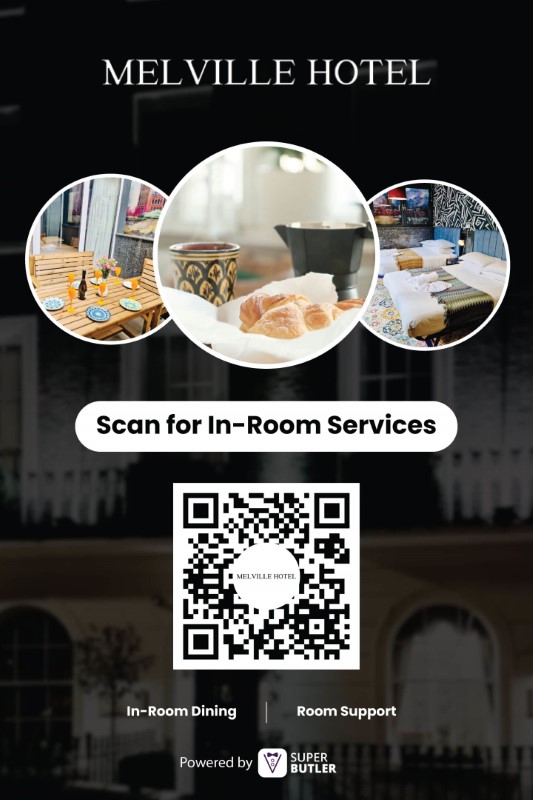 MELVILLE HOTEL
Scan for In-Room Services
MELVILLE HOTEL
In-Room Dining | Room Support
Powered by SUPER
BUTLER